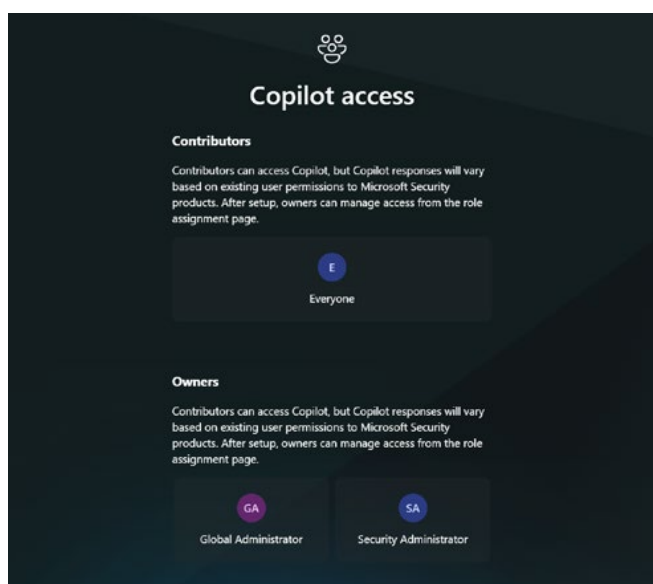 Copilot access
Contributors
Contributors can access Copilot, but Copilot responses will vary
based on existing user permissions to Microsoft Security
products. After setup, owners can manage access from the role
assignment page.
E
Everyone
Owners
Contributors can access Copilot, but Copilot responses will vary
based on existing user permissions to Microsoft Security
products. After setup, owners can manage access from the role
assignment page.
GA SA
Global Administrator Security Administrator